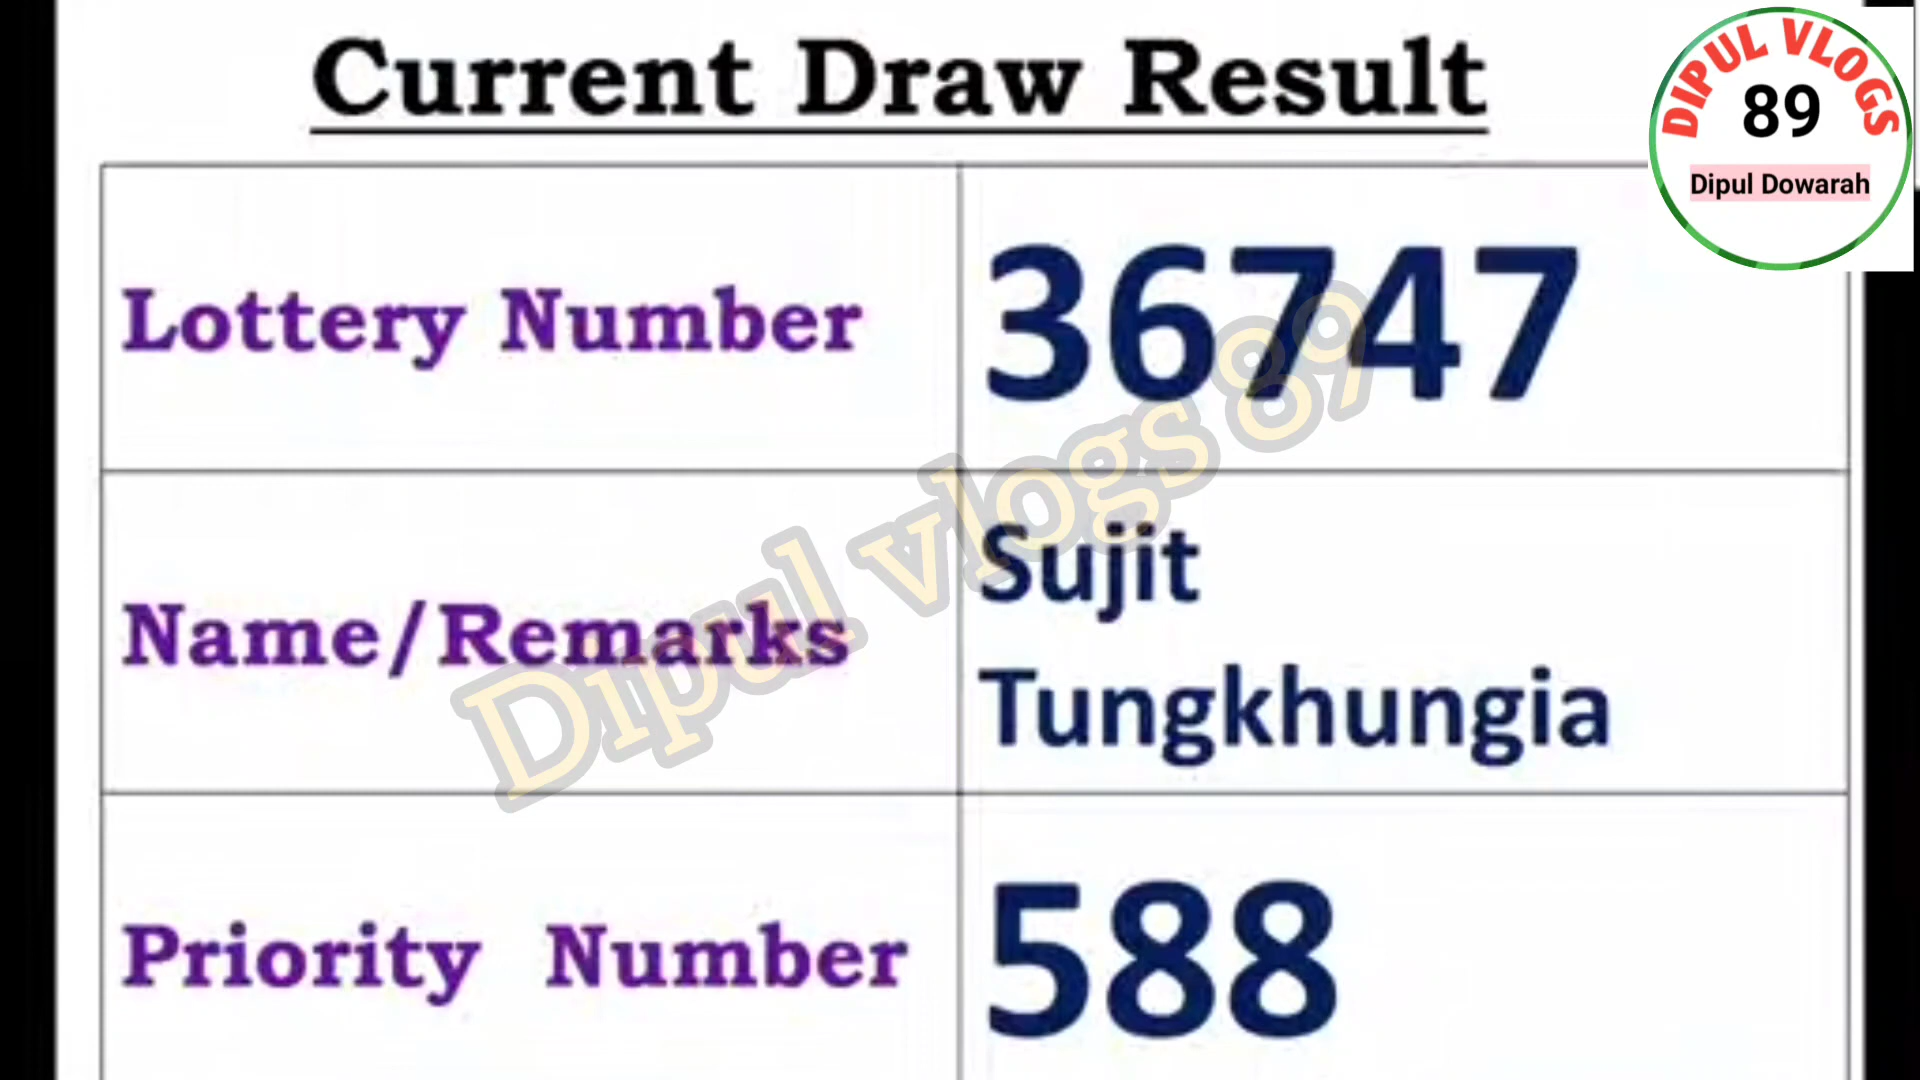 Current Draw Result
DIPUL VLOGS
89
Dipul Dowarah
Lottery Number 36747
Name/Remarks Sujit
Tungkhungia
Priority Number 588
Dipul vlogs 89